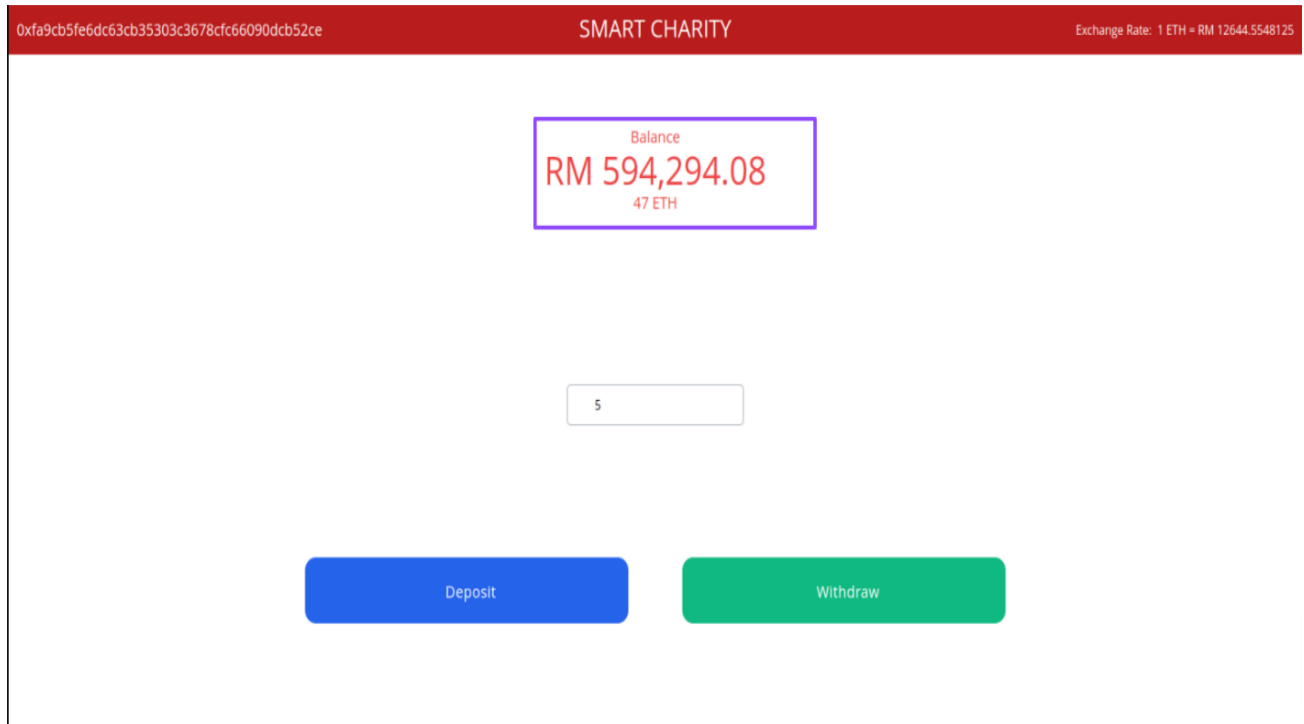 0xfa9cb5fe6dc63cb35303c3678cfc66090dcb52ce
SMART CHARITY
Exchange Rate: 1 ETH = RM 12644.5548125
Balance
RM 594,294.08
47 ETH
5
Deposit
Withdraw